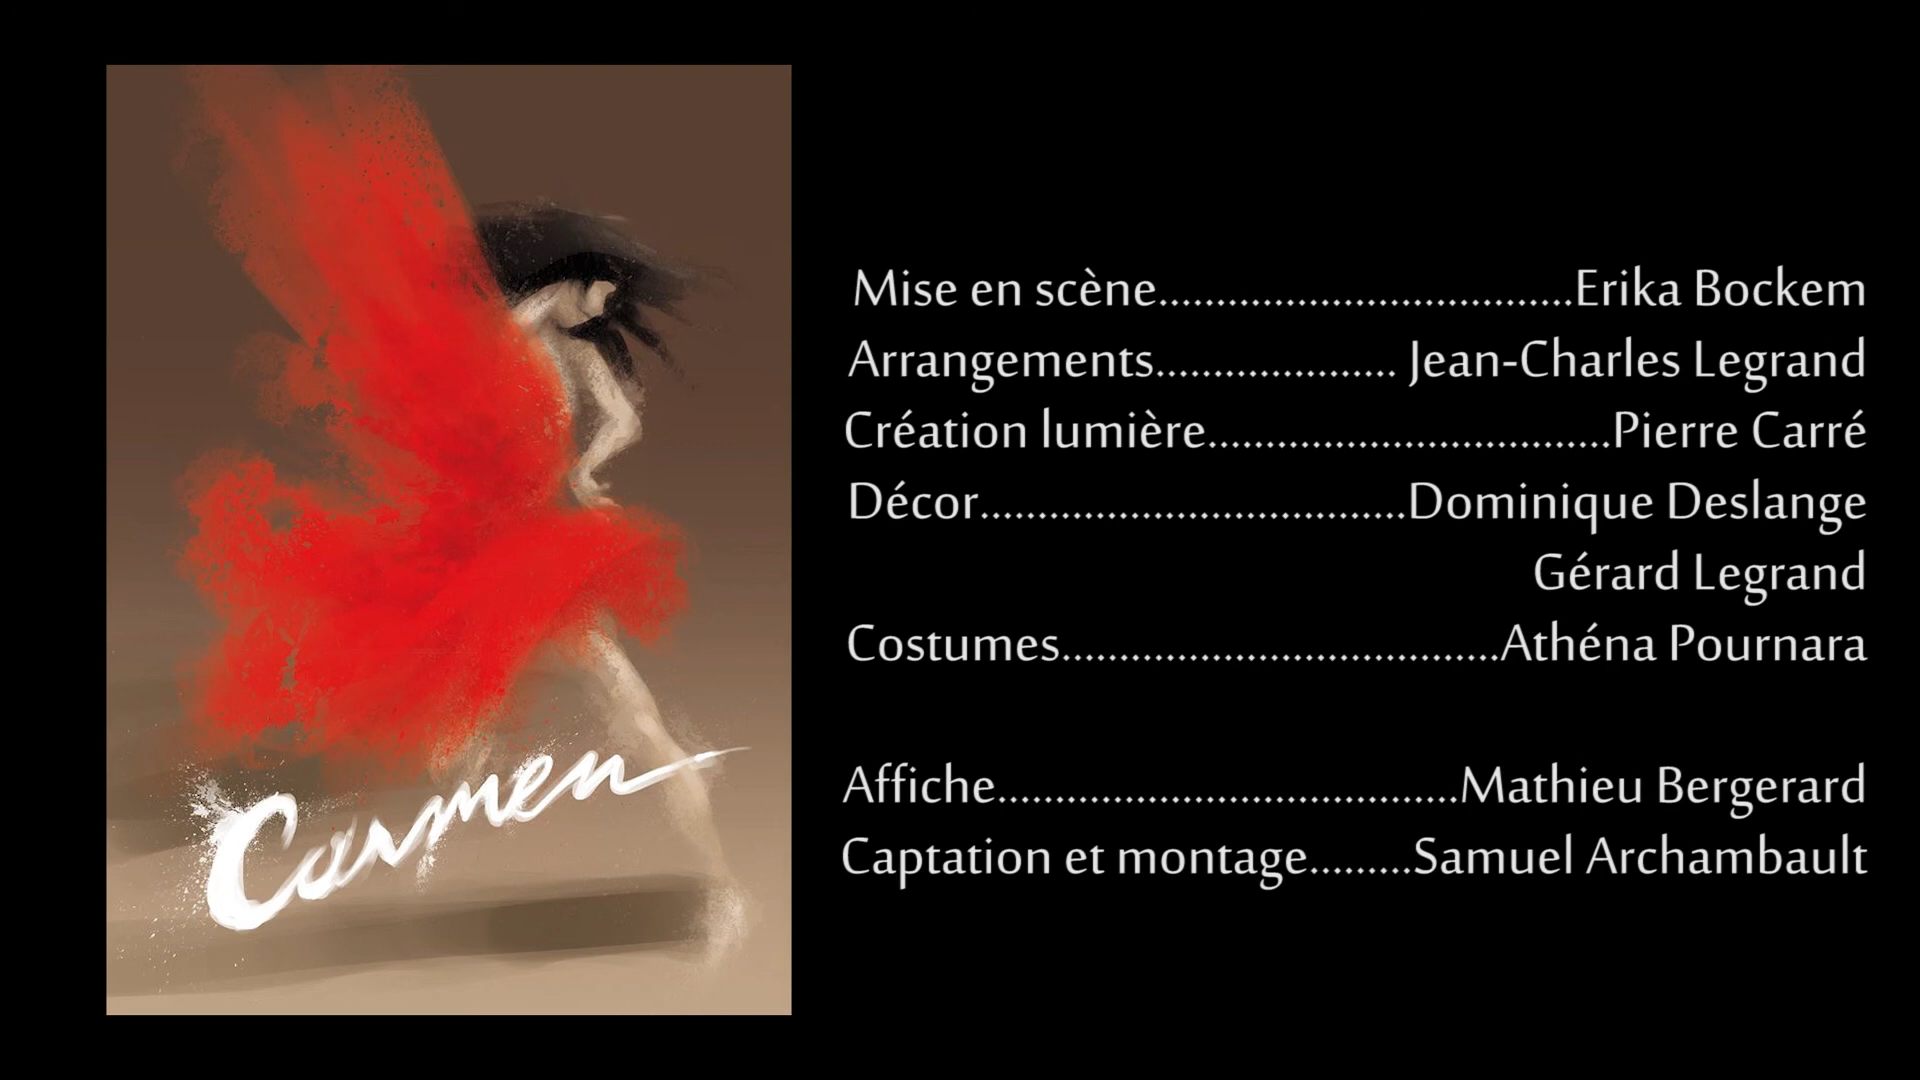 Carmen
Mise en scène....................................Erika Bockem
Arrangements..................... Jean-Charles Legrand
Création lumière...................................Pierre Carré
Décor.....................................Dominique Deslange
Gérard Legrand
Costumes......................................Athéna Pournara
Affiche........................................Mathieu Bergerard
Captation et montage.........Samuel Archambault